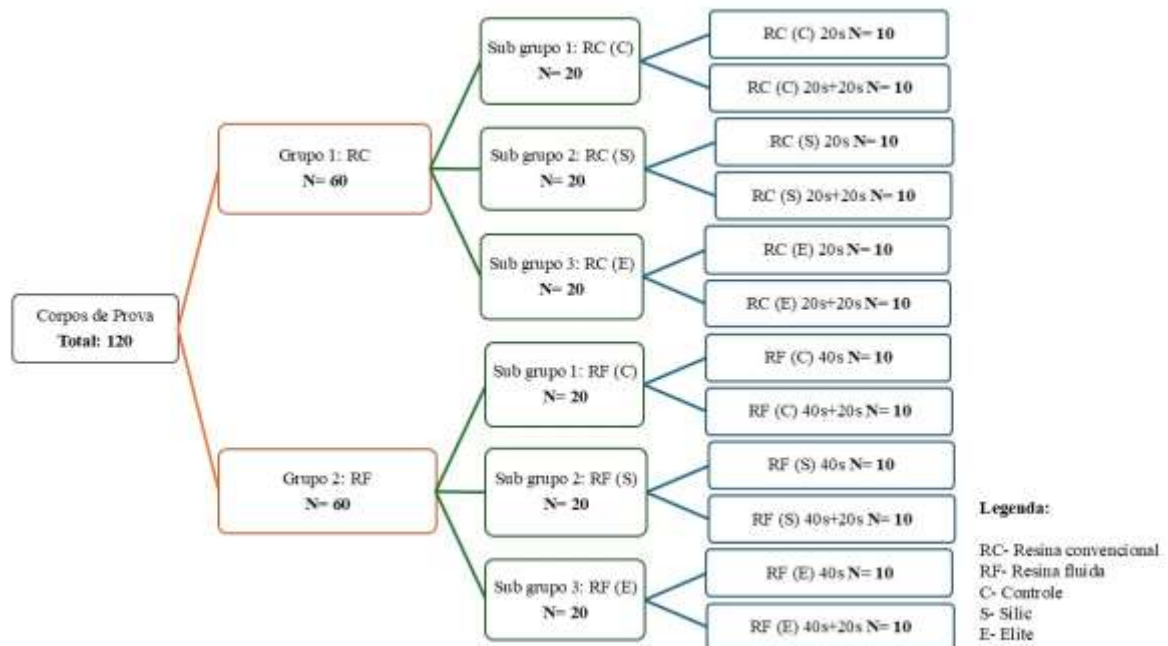 Corpos de Prova
Total: 120
Grupo 1: RC
N= 60
Sub grupo 1: RC (C)
N= 20
RC (C) 20s N= 10
RC (C) 20s+20s N= 10
Sub grupo 2: RC (S)
N= 20
RC (S) 20s N= 10
RC (S) 20s+20s N= 10
Sub grupo 3: RC (E)
N= 20
RC (E) 20s N= 10
RC (E) 20s+20s N= 10
Grupo 2: RF
N= 60
Sub grupo 1: RF (C)
N= 20
RF (C) 40s N= 10
RF (C) 40s+20s N= 10
Sub grupo 2: RF (S)
N= 20
RF (S) 40s N= 10
RF (S) 40s+20s N= 10
Sub grupo 3: RF (E)
N= 20
RF (E) 40s N= 10
RF (E) 40s+20s N= 10
Legenda:
RC- Resina convencional
RF- Resina fluida
C- Controle
S- Silic
E- Elite